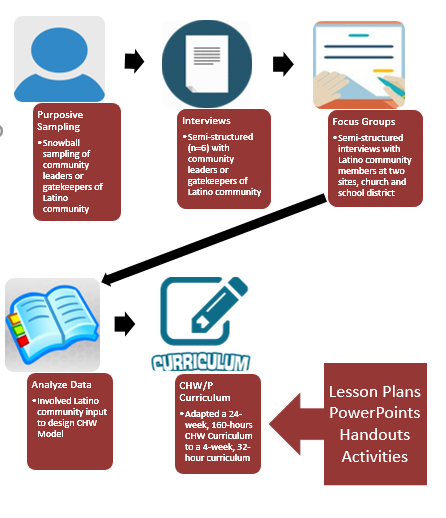 Purposive
Sampling
•Snowball
sampling of
community
leaders or
gatekeepers of
Latino
community
Interviews
•Semi-structured
(n=6) with
community
leaders or
gatekeepers of
Latino community
Focus Groups
•Semi-structured
interviews with
Latino community
members at two
sites, church and
school district
Analyze Data
•Involved Latino
community input
to design CHW
Model
CURRICULUM
CHW/P
Curriculum
•Adapted a 24-
week, 160-hours
CHW Curriculum
to a 4-week, 32-
hour curriculum
Lesson Plans
PowerPoints
Handouts
Activities